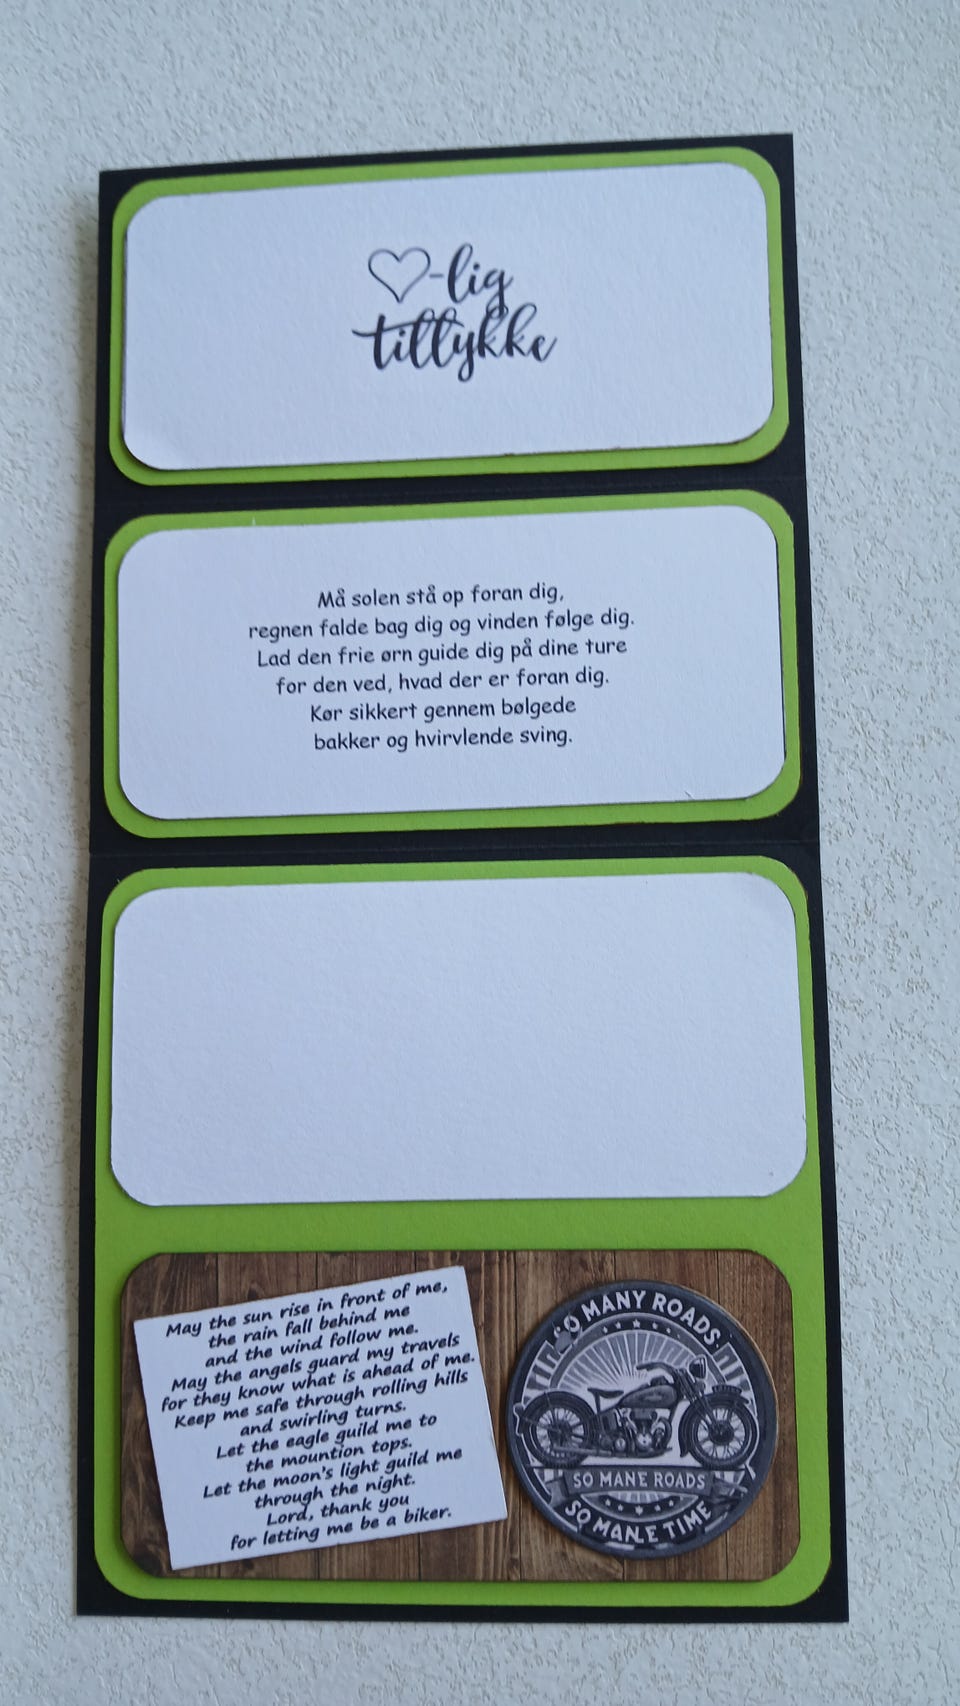 ♡-lig
tillykke
Må solen stå op foran dig,
regnen falde bag dig og vinden følge dig.
Lad den frie ørn guide dig på dine ture
for den ved, hvad der er foran dig.
Kør sikkert gennem bølgede
bakker og hvirvlende sving.
May the sun rise in front of me,
the rain fall behind me
and the wind follow me.
May the angels guard my travels
for they know what is ahead of me.
Keep me safe through rolling hills
and swirling turns.
Let the eagle guild me to
the mountion tops.
Let the moon's light guild me
through the night.
Lord, thank you
for letting me be a biker.
SO MANY ROADS
SO MANE ROADS
SO MANLE TIME